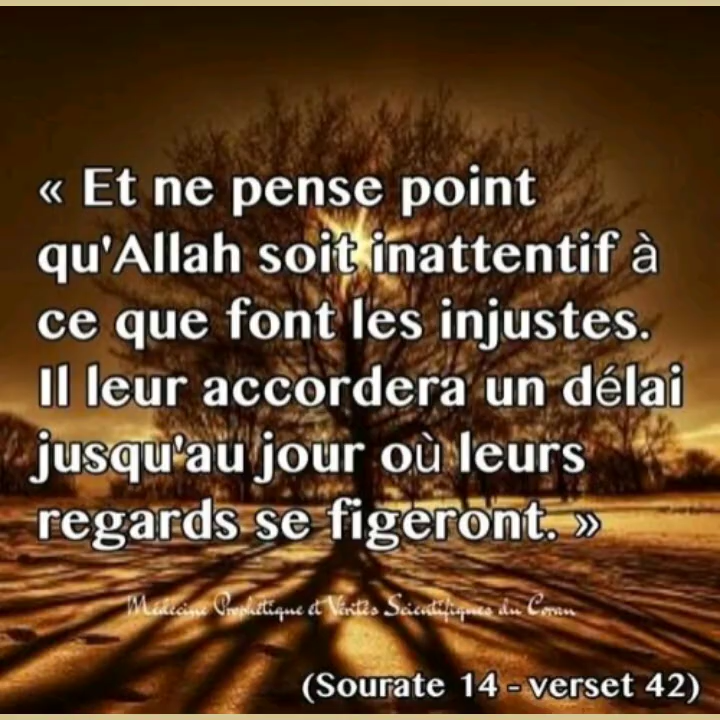 « Et ne pense point
qu'Allah soit inattentif à
ce que font les injustes.
Il leur accordera un délai
jusqu'au jour où leurs
regards se figeront. »
Médecine Prophétique et Vérités Scientifiques du Coran
(Sourate 14 - verset 42)